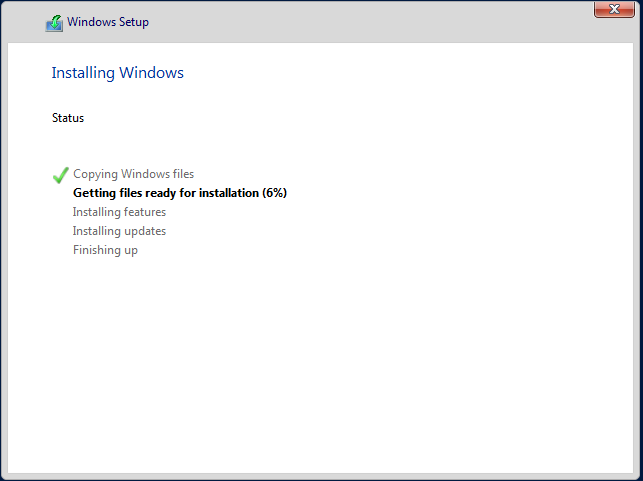 Windows Setup
Installing Windows
Status
Copying Windows files
Getting files ready for installation (6%)
Installing features
Installing updates
Finishing up